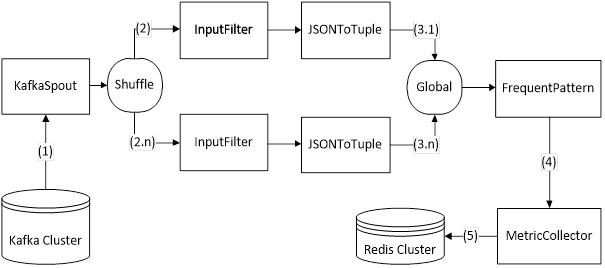 (2)
InputFilter
JSONToTuple
(3.1)
KafkaSpout
Shuffle
Global
FrequentPattern
(2.n)
InputFilter
JSONToTuple
(3.n)
(1)
(4)
Kafka Cluster
Redis Cluster
(5)
MetricCollector